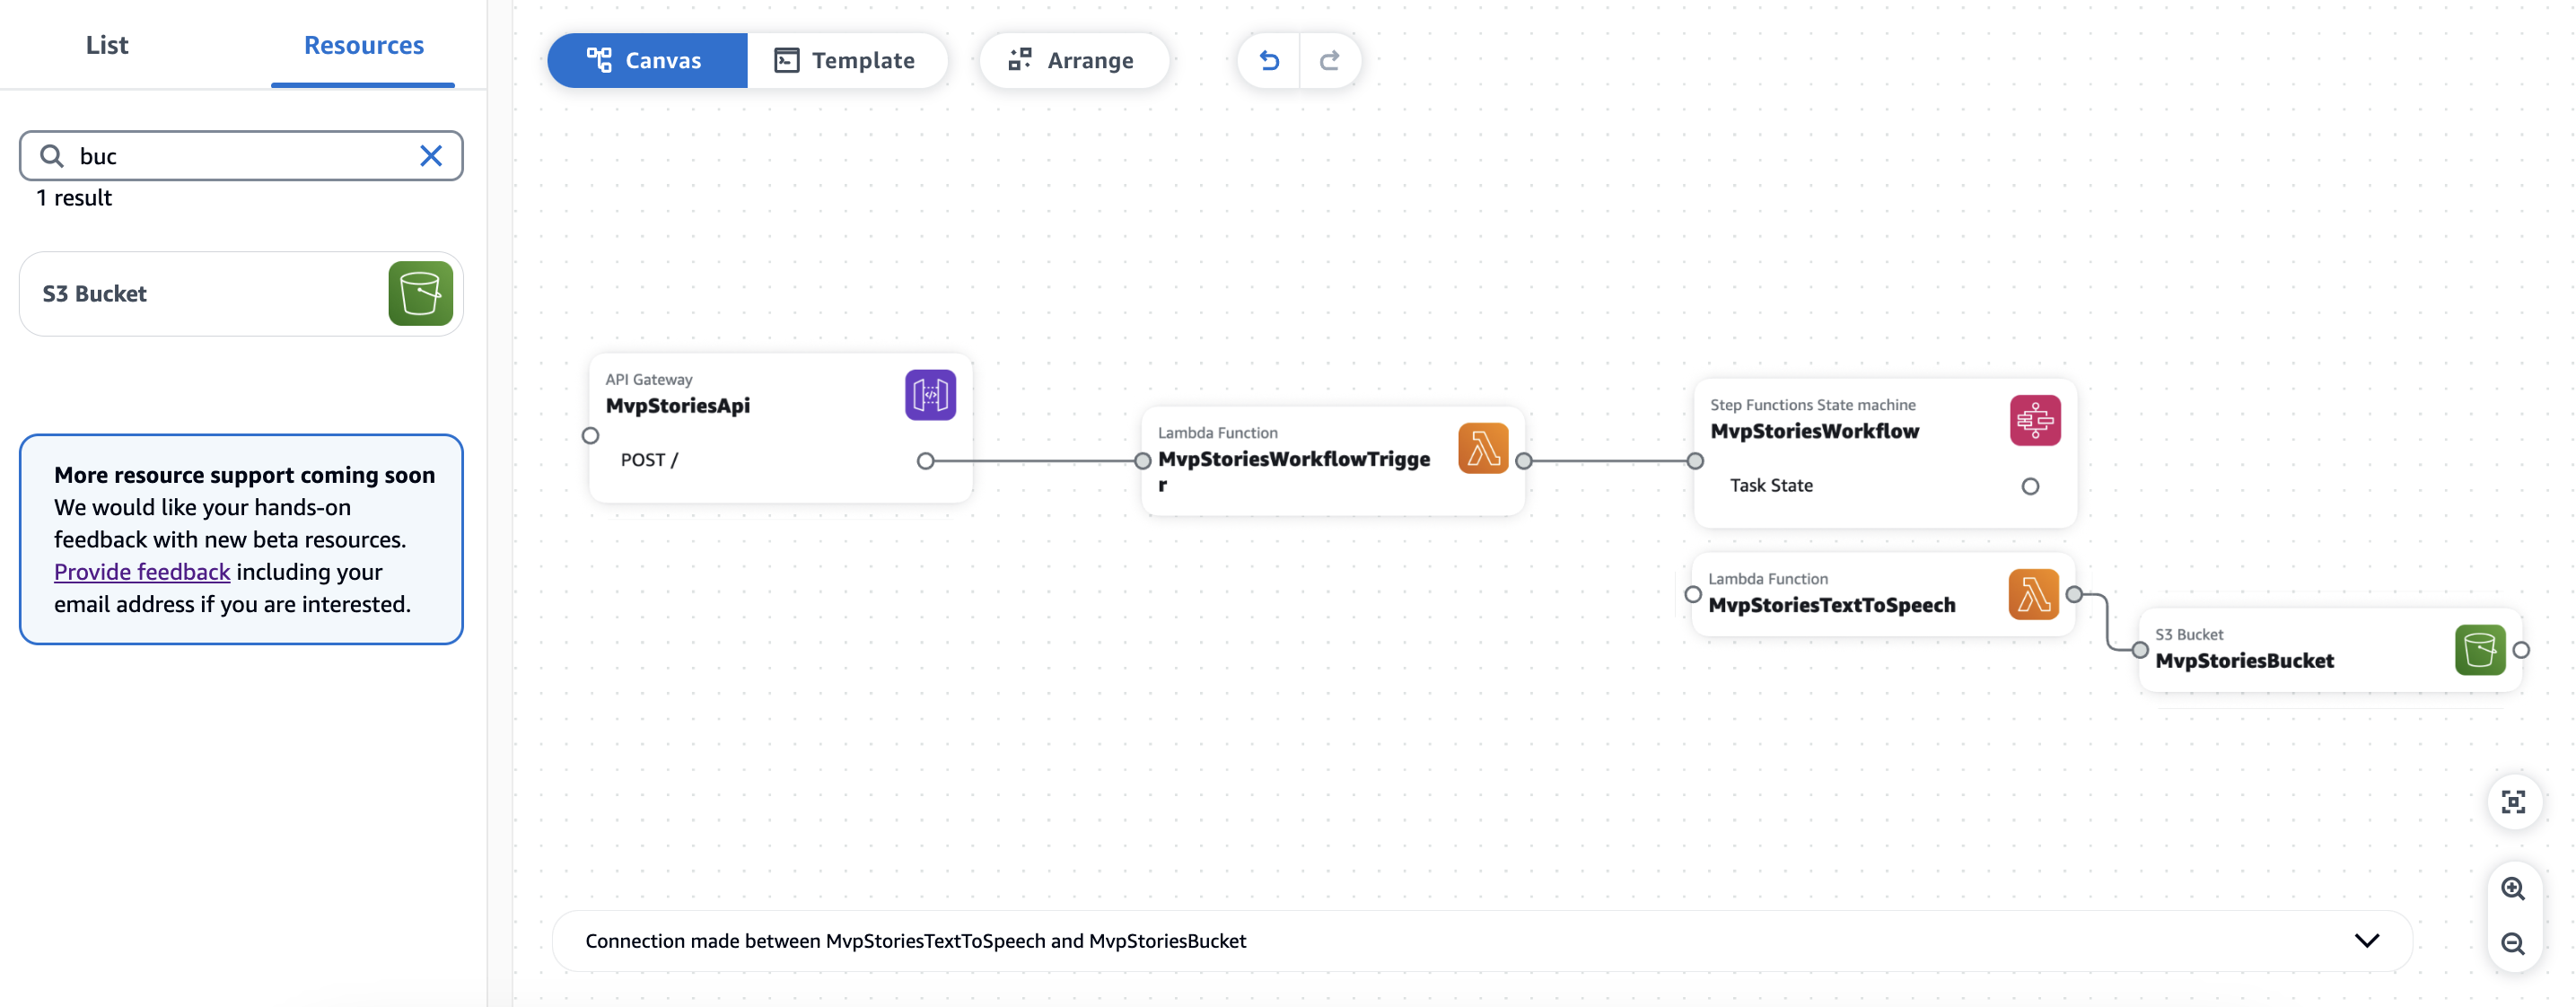 List
Resources
buc
1 result
S3 Bucket
More resource support coming soon
We would like your hands-on
feedback with new beta resources.
Provide feedback including your
email address if you are interested.
Canvas
Template
Arrange
API Gateway
MvpStoriesApi
POST /
Lambda Function
MvpStoriesWorkflowTrigge
r
Step Functions State machine
MvpStoriesWorkflow
Task State
Lambda Function
MvpStoriesTextToSpeech
S3 Bucket
MvpStoriesBucket
Connection made between MvpStoriesTextToSpeech and MvpStoriesBucket